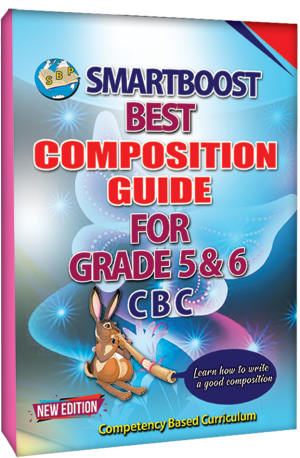 SBP
SMARTBOOST
BEST
COMPOSITION
GUIDE
FOR
GRADE 5 & 6
CBC
Learn how to write
a good composition
NEW EDITION
Competency Based Curriculum